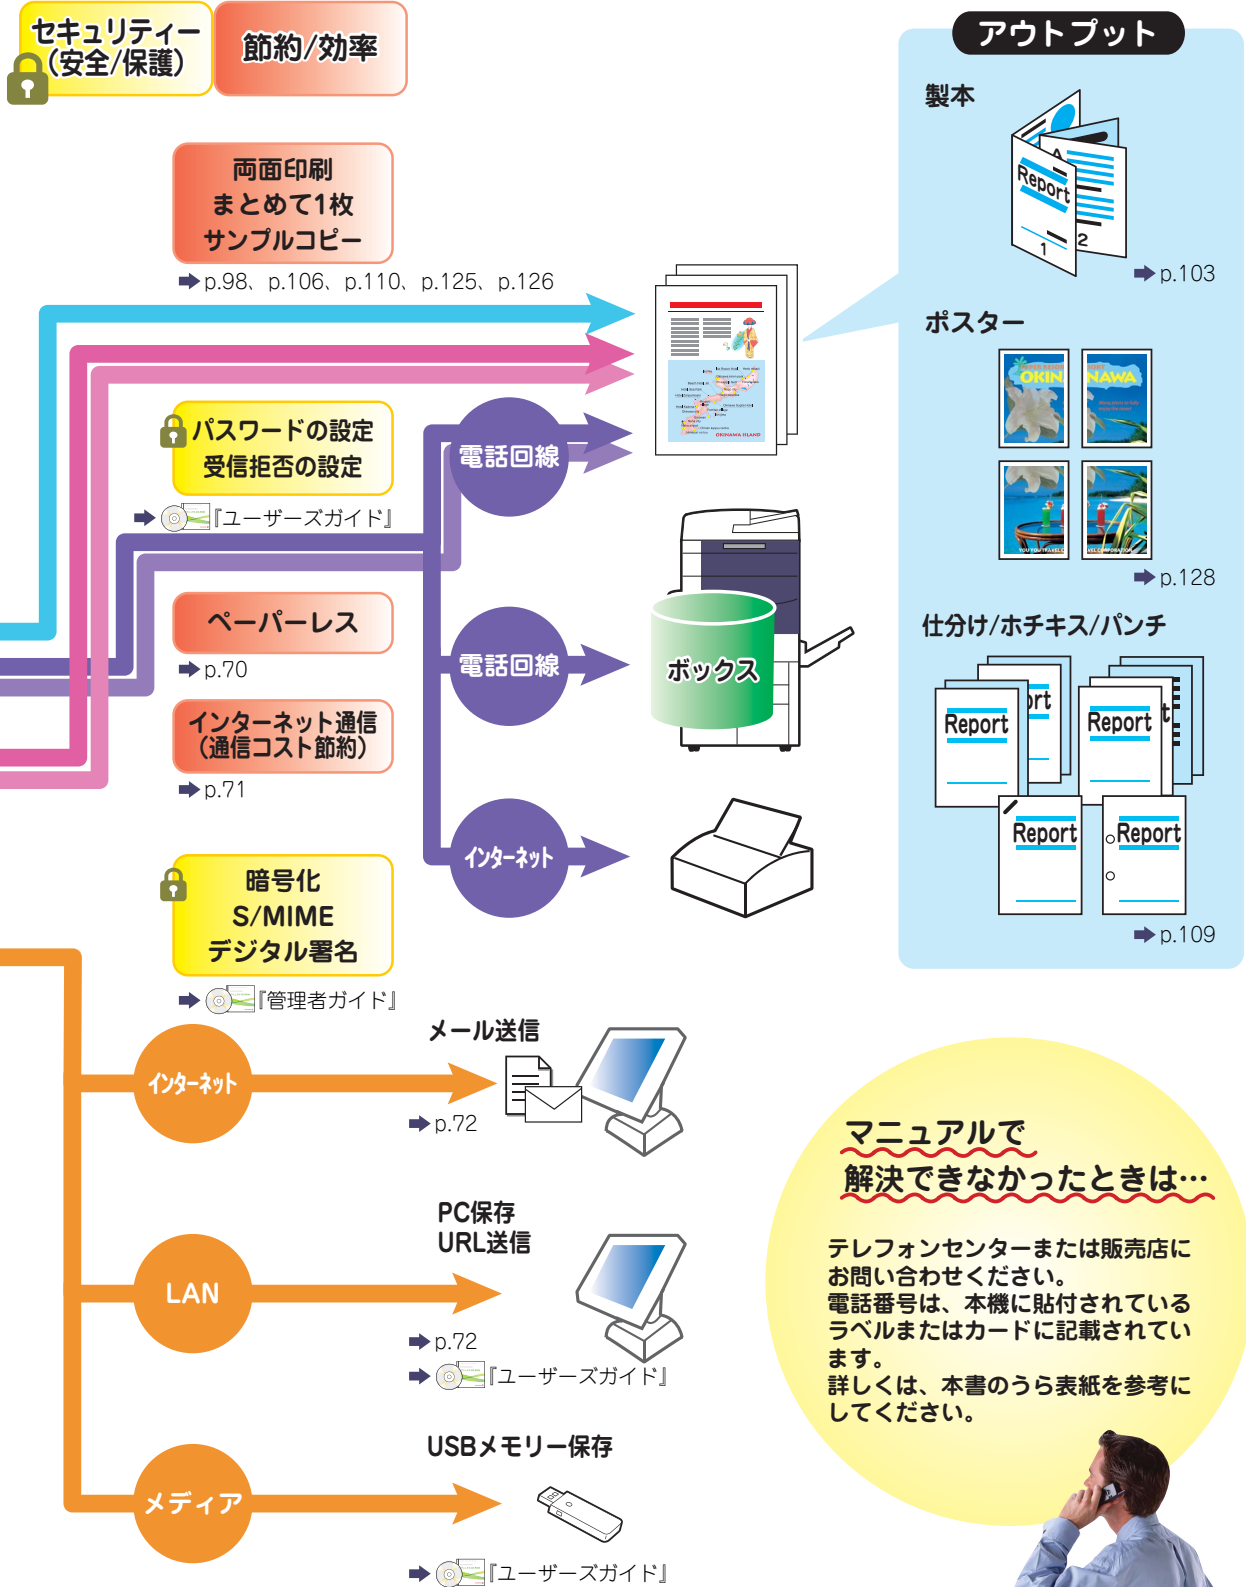 セキュリティー
（安全/保護）
節約/効率
両面印刷
まとめて1枚
サンプルコピー
p.98、p.106、p.110、p.125、p.126
パスワードの設定
受信拒否の設定
『ユーザーズガイド』
電話回線
ペーパーレス
p.70
電話回線
ボックス
インターネット通信
（通信コスト節約）
p.71
インターネット
暗号化
S/MIME
デジタル署名
『管理者ガイド』
OKINAWA ISLAND
アウトプット
製本
Report
A
1
2
p.103
ポスター
OKIN
NAWA
YOU YOU TRAVEL C
VEL CORPORATION
p.128
仕分け/ホチキス/パンチ
Report
ort
Report
t
Report
Report
p.109
インターネット
メール送信
p.72
LAN
PC保存
URL送信
p.72
『ユーザーズガイド』
メディア
USBメモリー保存
『ユーザーズガイド』
マニュアルで
解決できなかったときは…
テレフォンセンターまたは販売店に
お問い合わせください。
電話番号は、本機に貼付されている
ラベルまたはカードに記載されてい
ます。
詳しくは、本書のうら表紙を参考に
してください。